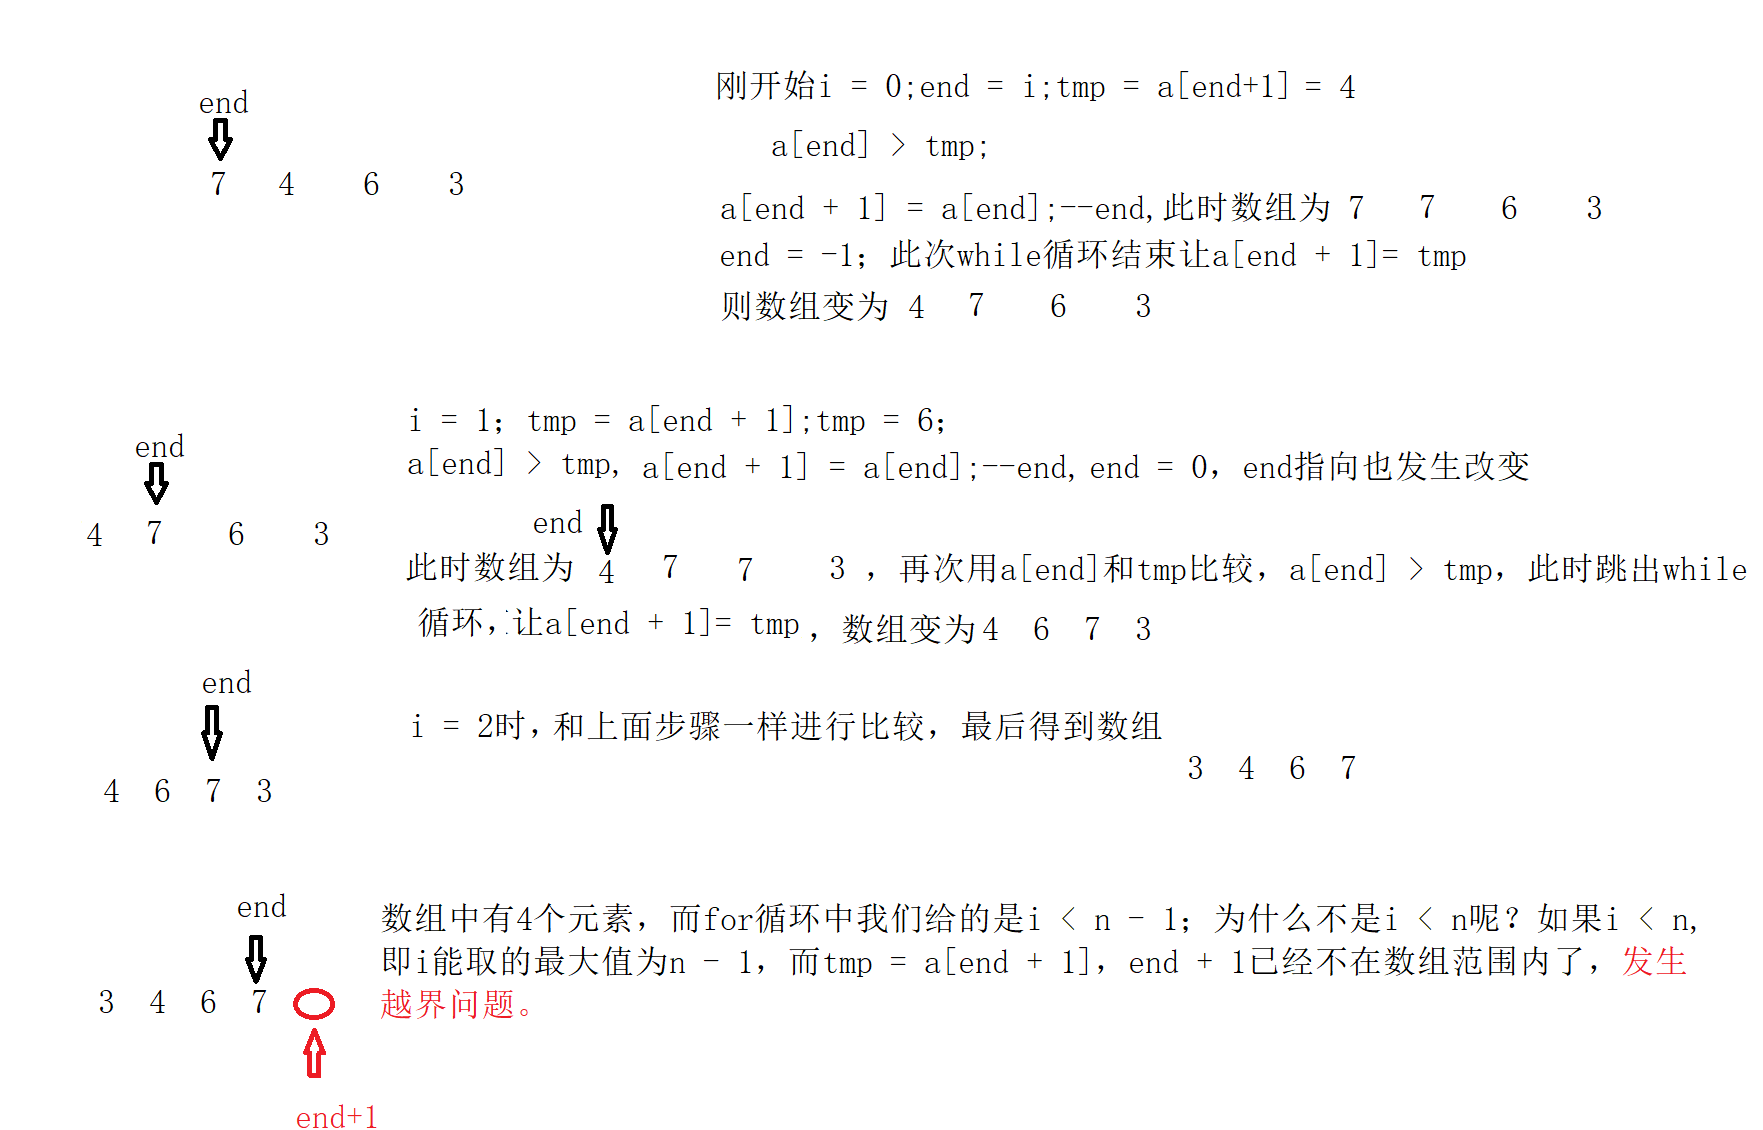 end
7 4 6 3
刚开始i = 0;end = i;tmp = a[end+1] = 4
a[end] > tmp;
a[end + 1] = a[end];--end,此时数组为 7 7 6 3
end = -1；此次while循环结束让a[end + 1]= tmp
则数组变为 4 7 6 3
end
4 7 6 3
i = 1；tmp = a[end + 1];tmp = 6；
a[end] > tmp, a[end + 1] = a[end];--end, end = 0，end指向也发生改变
end
此时数组为 4 7 7 3 ，再次用a[end]和tmp比较，a[end] > tmp，此时跳出while
循环，让a[end + 1]= tmp ，数组变为4 6 7 3
end
4 6 7 3
i = 2时，和上面步骤一样进行比较，最后得到数组
3 4 6 7
end
3 4 6 7
end+1
数组中有4个元素，而for循环中我们给的是i < n - 1；为什么不是i < n呢？如果i < n,
即i能取的最大值为n - 1，而tmp = a[end + 1]，end + 1已经不在数组范围内了，发生
越界问题。